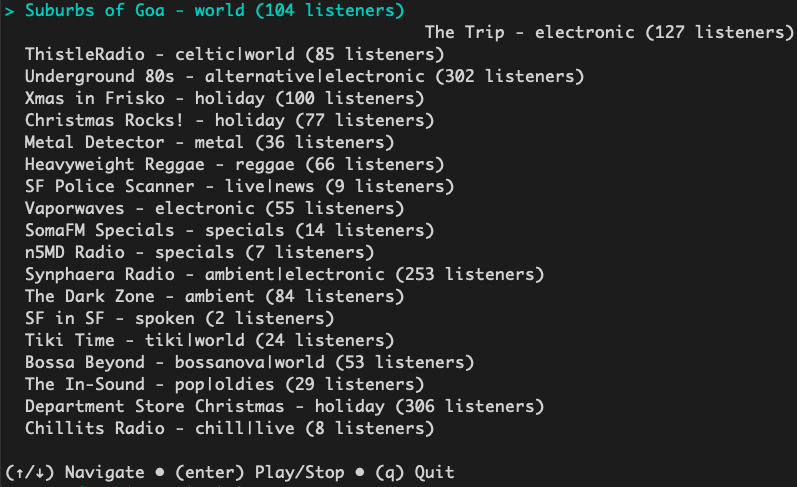 > Suburbs of Goa - world (104 listeners)
The Trip - electronic (127 listeners)
ThistleRadio - celtic|world (85 listeners)
Underground 80s - alternative|electronic (302 listeners)
Xmas in Frisko - holiday (100 listeners)
Christmas Rocks! - holiday (77 listeners)
Metal Detector - metal (36 listeners)
Heavyweight Reggae - reggae (66 listeners)
SF Police Scanner - live|news (9 listeners)
Vaporwaves - electronic (55 listeners)
SomaFM Specials - specials (14 listeners)
n5MD Radio - specials (7 listeners)
Synphaera Radio - ambient|electronic (253 listeners)
The Dark Zone - ambient (84 listeners)
SF in SF - spoken (2 listeners)
Tiki Time - tiki|world (24 listeners)
Bossa Beyond - bossanova|world (53 listeners)
The In-Sound - pop|oldies (29 listeners)
Department Store Christmas - holiday (306 listeners)
Chillits Radio - chill|live (8 listeners)
(↑/↓) Navigate • (enter) Play/Stop • (q) Quit